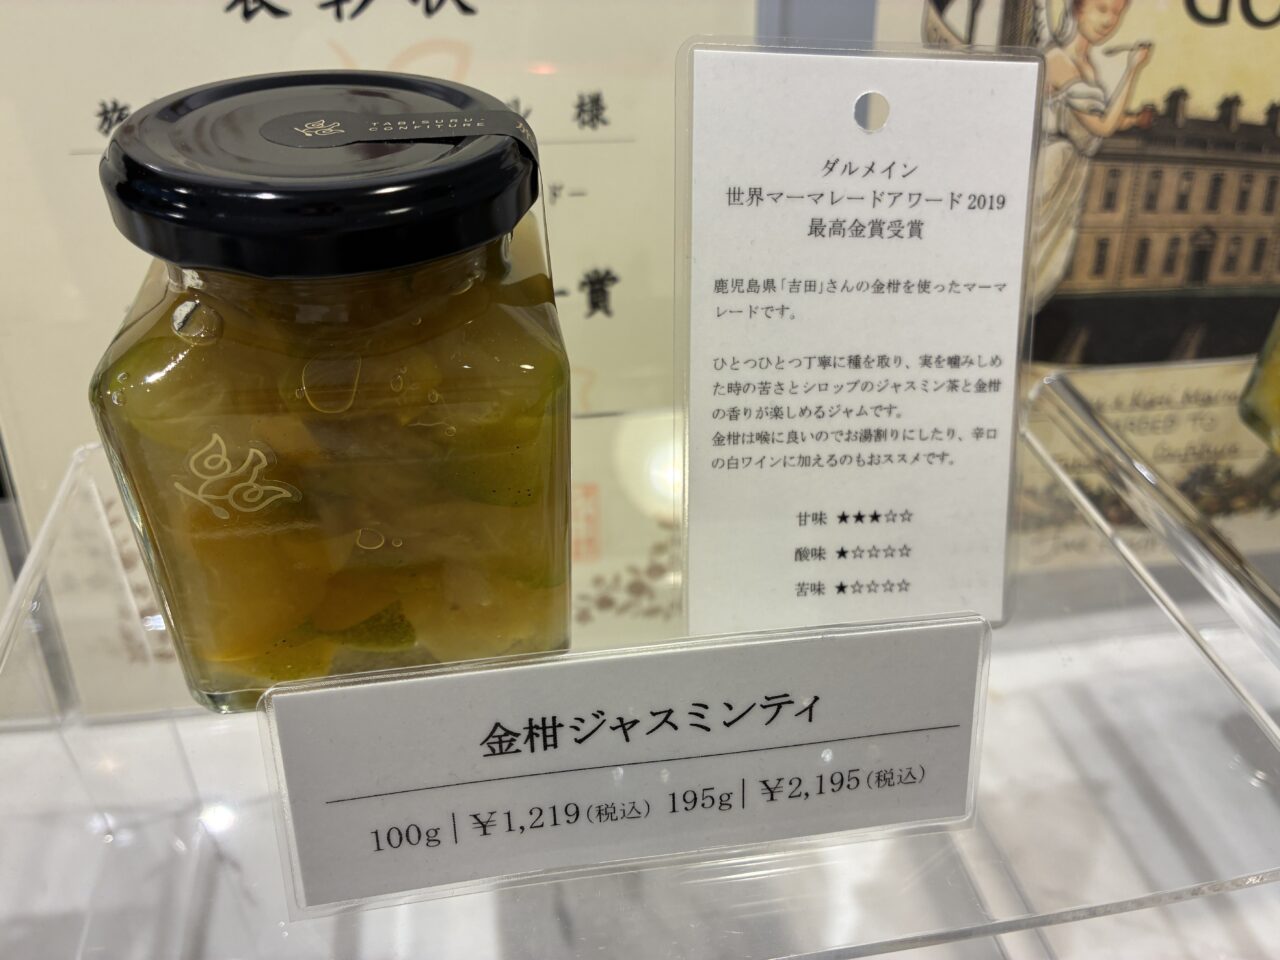 表彰状
様
賞
TABISURU
CONFITURE
ダルメイン
世界マーマレードアワード2019
最高金賞受賞
鹿児島県「吉田」さんの金柑を使ったマーマ
レードです。
ひとつひとつ丁寧に種を取り、実を噛みしめ
た時の苦さとシロップのジャスミン茶と金柑
の香りが楽しめるジャムです。
金柑は喉に良いのでお湯割りにしたり、辛口
の白ワインに加えるのもおススメです。
甘味 ★★★☆☆
酸味 ★☆☆☆☆
苦味 ★☆☆☆☆
金柑ジャスミンティ
100g | ¥1,219(税込) 195g | ¥2,195(税込)